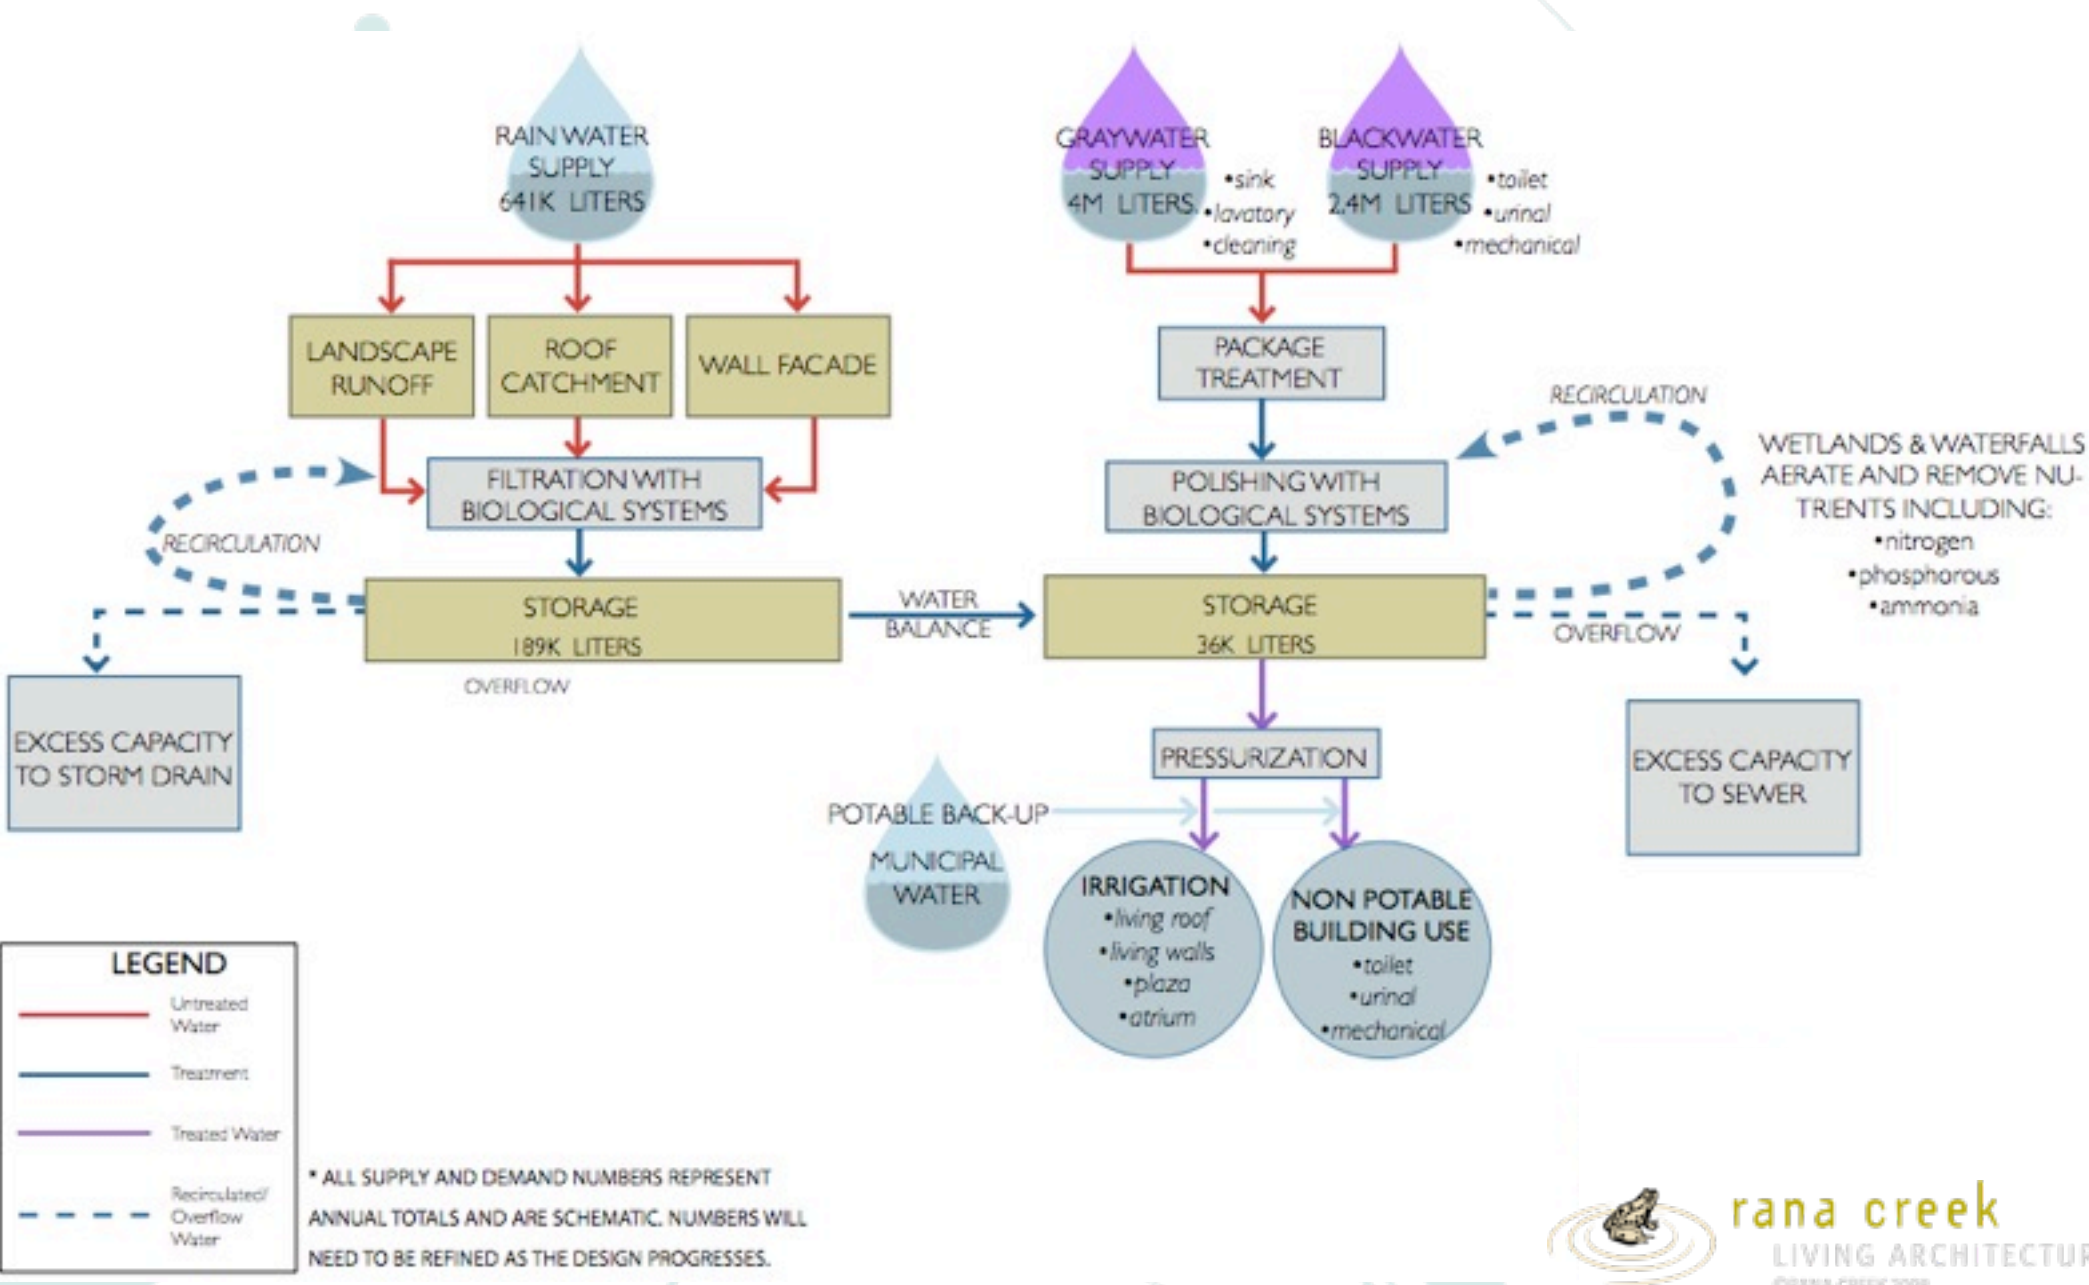 RAIN WATER
SUPPLY
641K LITERS
GRAYWATER
SUPPLY
4M LITERS
•sink
•lavatory
•cleaning
BLACKWATER
SUPPLY
2.4M LITERS
•toilet
•urinal
•mechanical
LANDSCAPE
RUNOFF
ROOF
CATCHMENT
WALL FACADE
PACKAGE
TREATMENT
RECIRCULATION
FILTRATION WITH
BIOLOGICAL SYSTEMS
POLISHING WITH
BIOLOGICAL SYSTEMS
WETLANDS & WATERFALLS
AERATE AND REMOVE NU-
TRIENTS INCLUDING:
•nitrogen
•phosphorous
•ammonia
RECIRCULATION
STORAGE
189K LITERS
OVERFLOW
WATER
BALANCE
STORAGE
36K LITERS
OVERFLOW
EXCESS CAPACITY
TO STORM DRAIN
PRESSURIZATION
EXCESS CAPACITY
TO SEWER
POTABLE BACK-UP
MUNICIPAL
WATER
IRRIGATION
•living roof
•living walls
•plaza
•atrium
NON POTABLE
BUILDING USE
•toilet
•urinal
•mechanical
LEGEND
Untreated
Water
Treatment
Treated Water
Recirculated/
Overflow
Water
* ALL SUPPLY AND DEMAND NUMBERS REPRESENT
ANNUAL TOTALS AND ARE SCHEMATIC. NUMBERS WILL
NEED TO BE REFINED AS THE DESIGN PROGRESSES.
rana creek
LIVING ARCHITECTUR